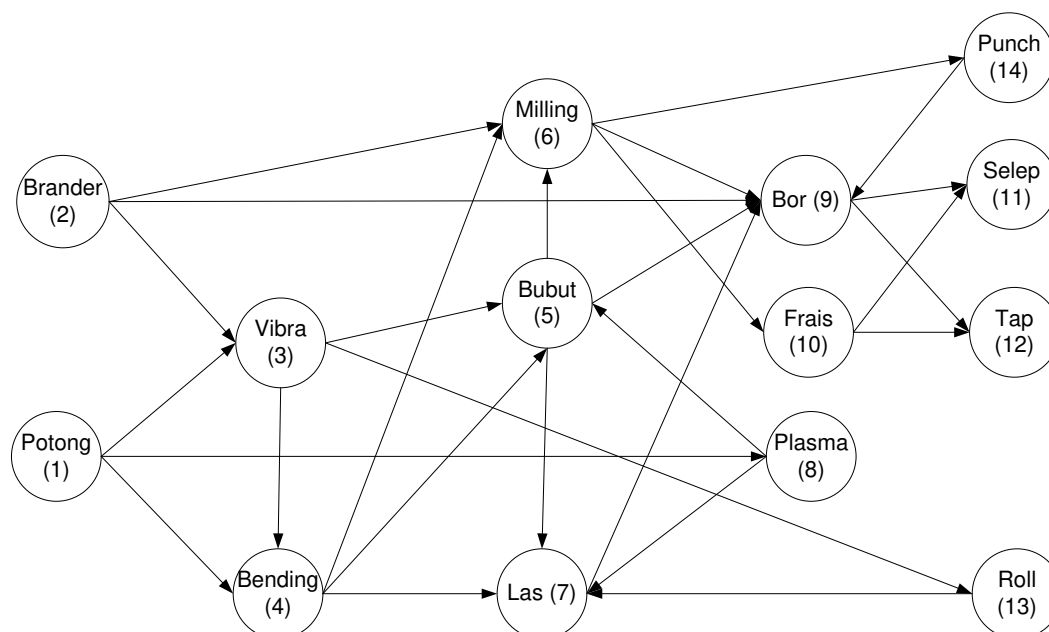 Punch
(14)
Milling
(6)
Brander
(2)
Bor (9)
Selep
(11)
Vibra
(3)
Bubut
(5)
Frais
(10)
Tap
(12)
Potong
(1)
Plasma
(8)
Bending
(4)
Las (7)
Roll
(13)